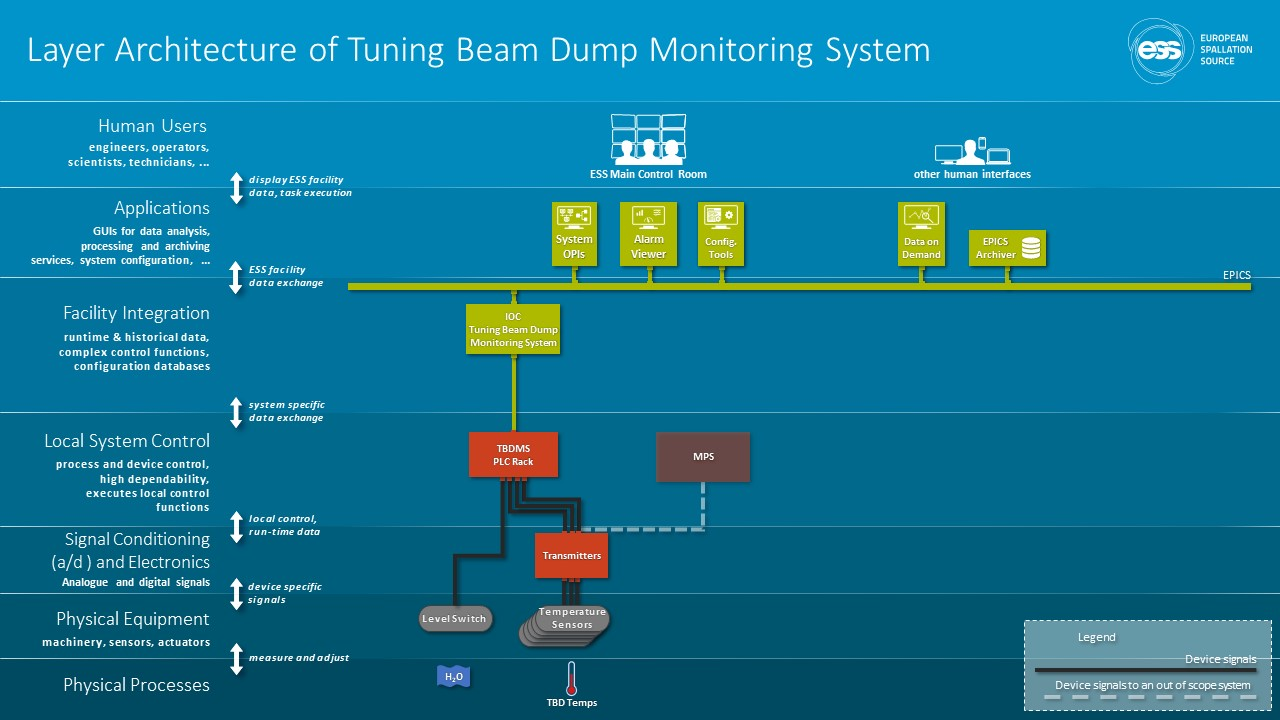 Layer Architecture of Tuning Beam Dump Monitoring System
ess
EUROPEAN
SPALLATION
SOURCE
Human Users
engineers, operators,
scientists, technicians, ...
display ESS facility
data, task execution
ESS Main Control Room
other human interfaces
Applications
GUIs for data analysis,
processing and archiving
services, system configuration, ...
ESS facility
data exchange
System
OPIs
Alarm
Viewer
Config.
Tools
Data on
Demand
EPICS
Archiver
EPICS
Facility Integration
runtime & historical data,
complex control functions,
configuration databases
system specific
data exchange
IOC
Tuning Beam Dump
Monitoring System
Local System Control
process and device control,
high dependability,
executes local control
functions
local control,
run-time data
TBDMS
PLC Rack
MPS
Signal Conditioning
(a/d ) and Electronics
Analogue and digital signals
device specific
signals
Transmitters
Physical Equipment
machinery, sensors, actuators
measure and adjust
Level Switch
Temperature
Sensors
Physical Processes
H₂O
TBD Temps
Legend
Device signals
Device signals to an out of scope system